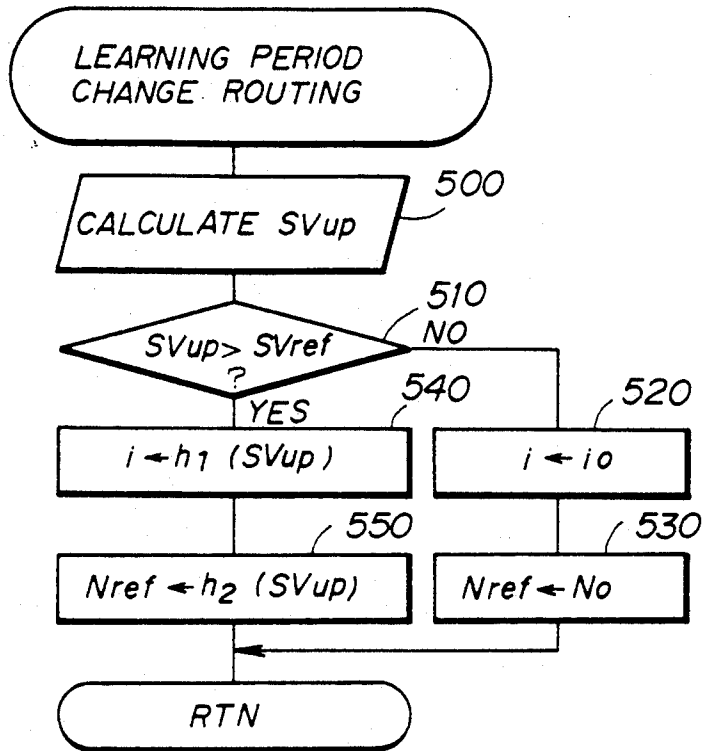 LEARNING PERIOD
CHANGE ROUTING
500
CALCULATE SVup
510
SVup> SVref
?
NO
YES
540
i ← h1 (SVup)
520
i ← io
550
Nref ← h2 (SVup)
530
Nref ← No
RTN